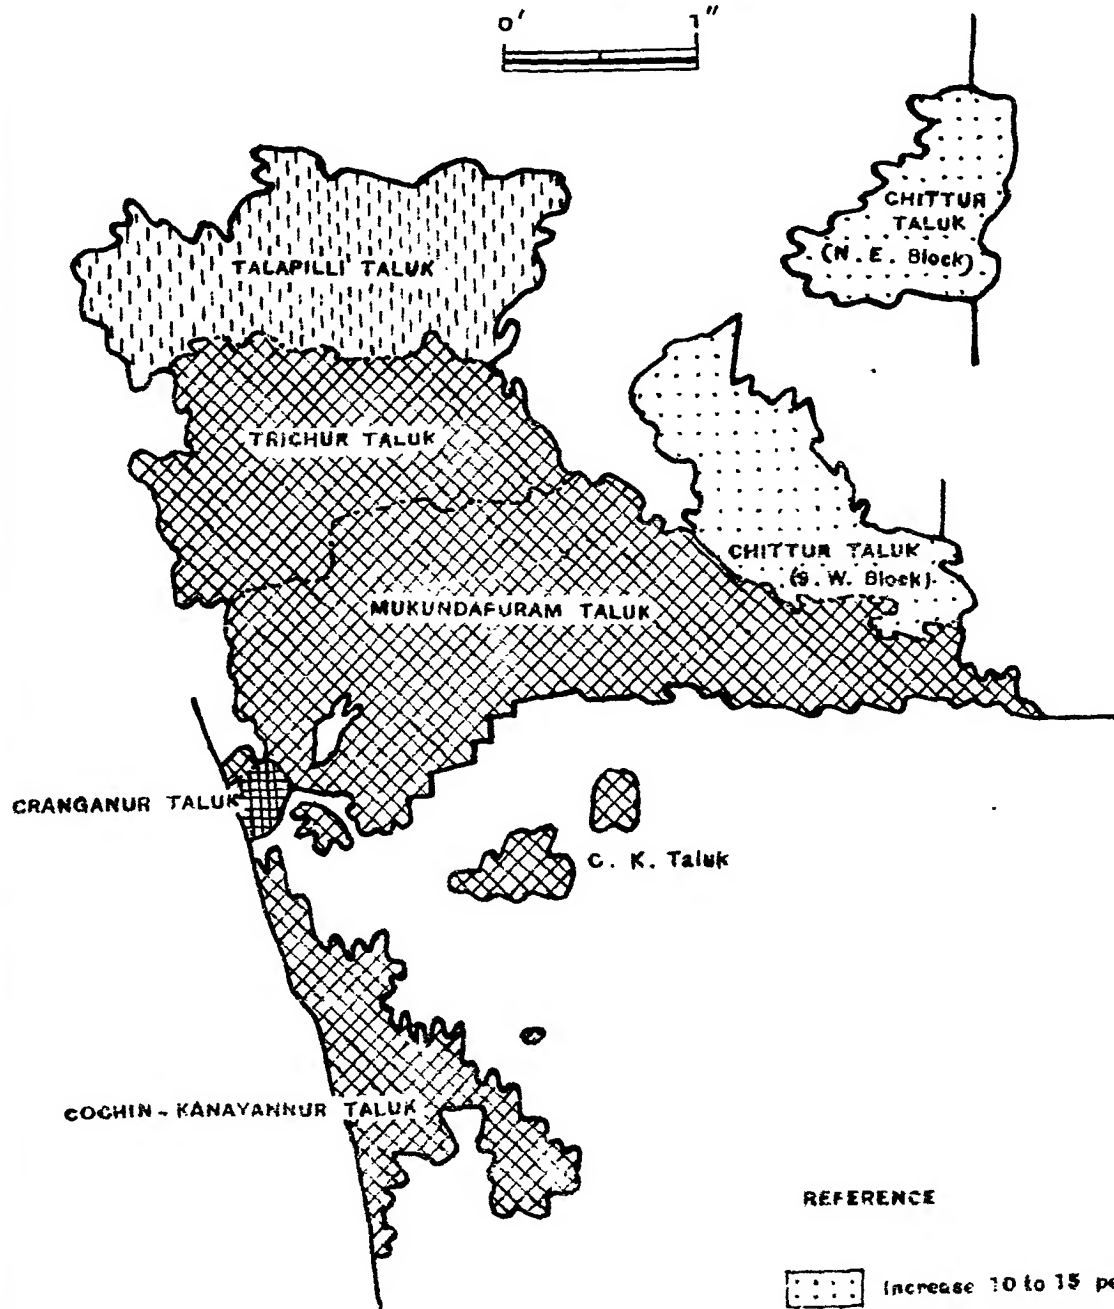 0' 1"
CHITTUR
TALUK
(N. E. Block)
TALAPILLI TALUK
TRICHUR TALUK
CHITTUR TALUK
(S. W. Block)
MUKUNDAPURAM TALUK
CRANGANUR TALUK
C. K. Taluk
COCHIN - KANAYANNUR TALUK
REFERENCE
Increase 10 to 15 pe